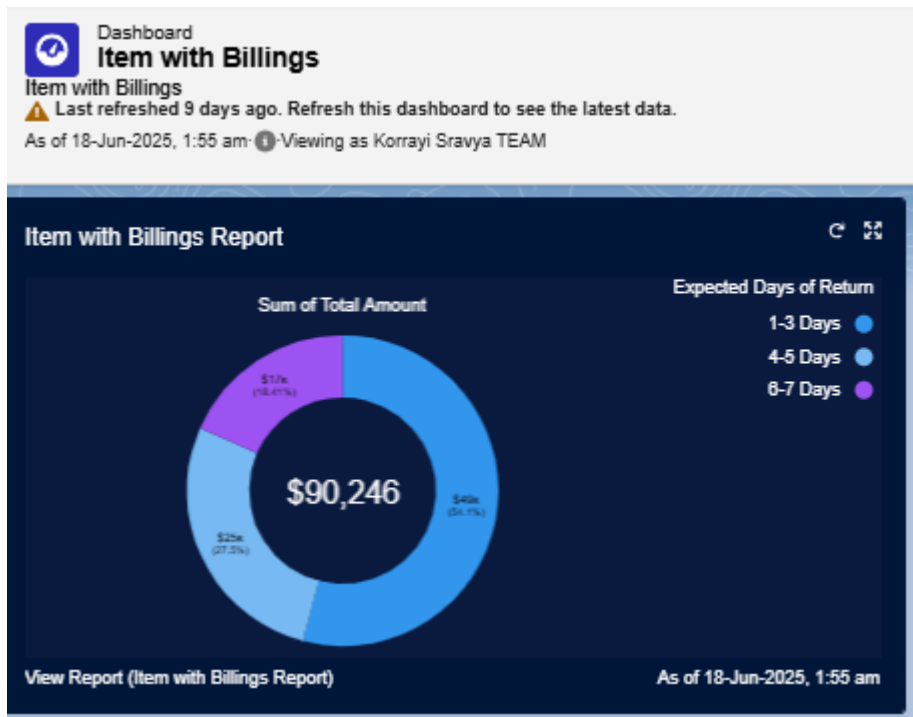 Dashboard
Item with Billings
Item with Billings
Last refreshed 9 days ago. Refresh this dashboard to see the latest data.
As of 18-Jun-2025, 1:55 am·Viewing as Korrayi Sravya TEAM
Item with Billings Report
Sum of Total Amount
Expected Days of Return
1-3 Days
4-5 Days
6-7 Days
$17k
(18.41%)
$90,246
$49k
(54.1%)
$25k
(27.5%)
View Report (Item with Billings Report)
As of 18-Jun-2025, 1:55 am